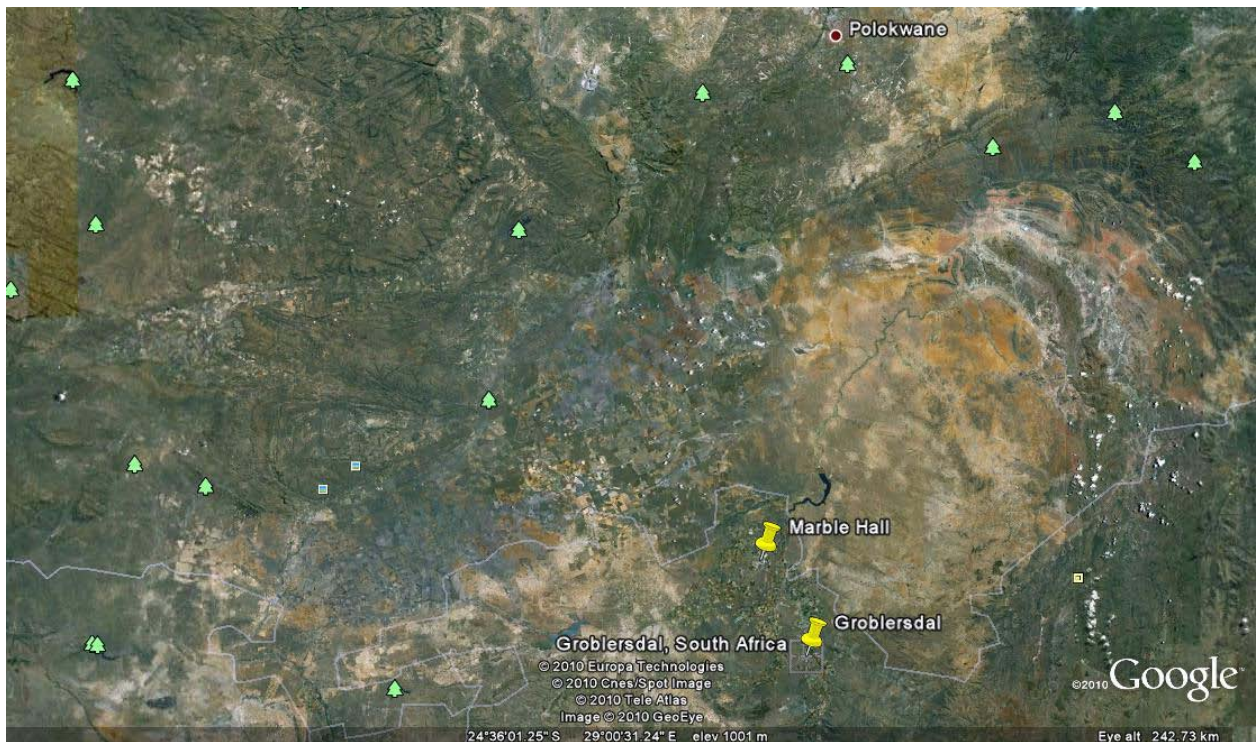 Polokwane
Marble Hall
Groblersdal
Groblersdal, South Africa
© 2010 Europa Technologies
© 2010 Cnes/Spot Image
© 2010 Tele Atlas
Image © 2010 GeoEye
©2010 Google™
24°36'01.25" S 29°00'31.24" E elev 1001 m
Eye alt 242.73 km